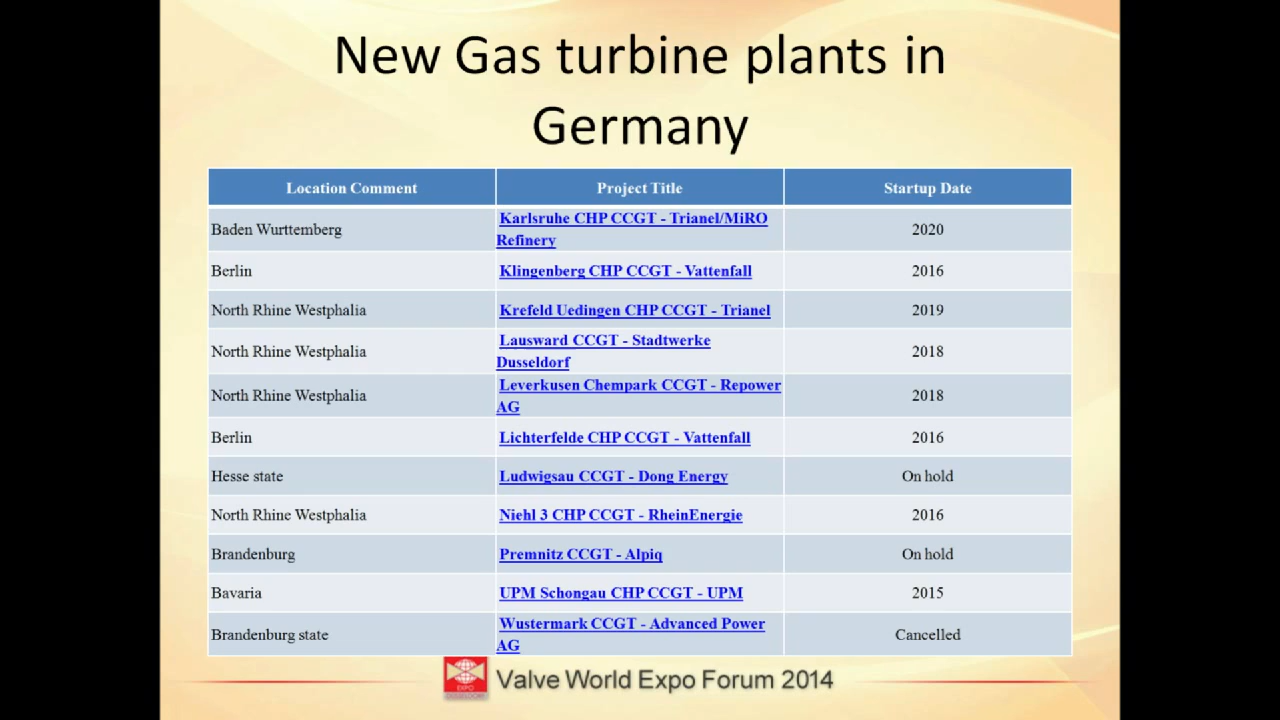 New Gas turbine plants in
Germany
Location Comment Project Title Startup Date
Baden Wurttemberg Karlsruhe CHP CCGT - Trianel/MiRO 2020
Refinery
Berlin Klingenberg CHP CCGT - Vattenfall 2016
North Rhine Westphalia Krefeld Uedingen CHP CCGT - Trianel 2019
North Rhine Westphalia Lausward CCGT - Stadtwerke 2018
Dusseldorf
North Rhine Westphalia Leverkusen Chempark CCGT - Repower 2018
AG
Berlin Lichterfelde CHP CCGT - Vattenfall 2016
Hesse state Ludwigsau CCGT - Dong Energy On hold
North Rhine Westphalia Niehl 3 CHP CCGT - RheinEnergie 2016
Brandenburg Premnitz CCGT - Alpiq On hold
Bavaria UPM Schongau CHP CCGT - UPM 2015
Brandenburg state Wustermark CCGT - Advanced Power Cancelled
AG
EXPO
Valve World Expo Forum 2014